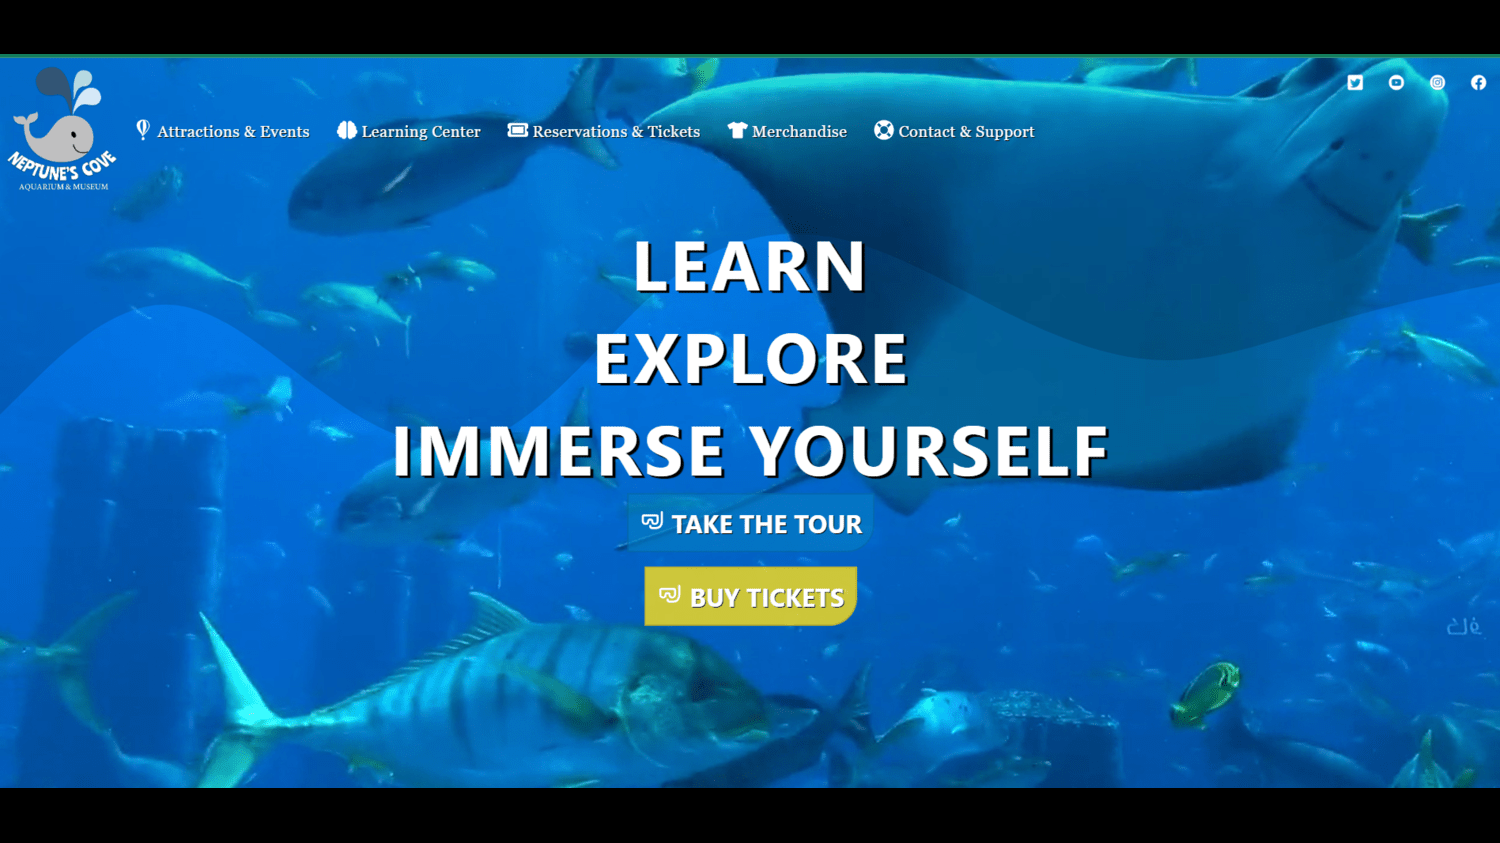 NEPTUNE'S COVE
AQUARIUM & MUSEUM
Attractions & Events
Learning Center
Reservations & Tickets
Merchandise
Contact & Support
LEARN
EXPLORE
IMMERSE YOURSELF
TAKE THE TOUR
BUY TICKETS